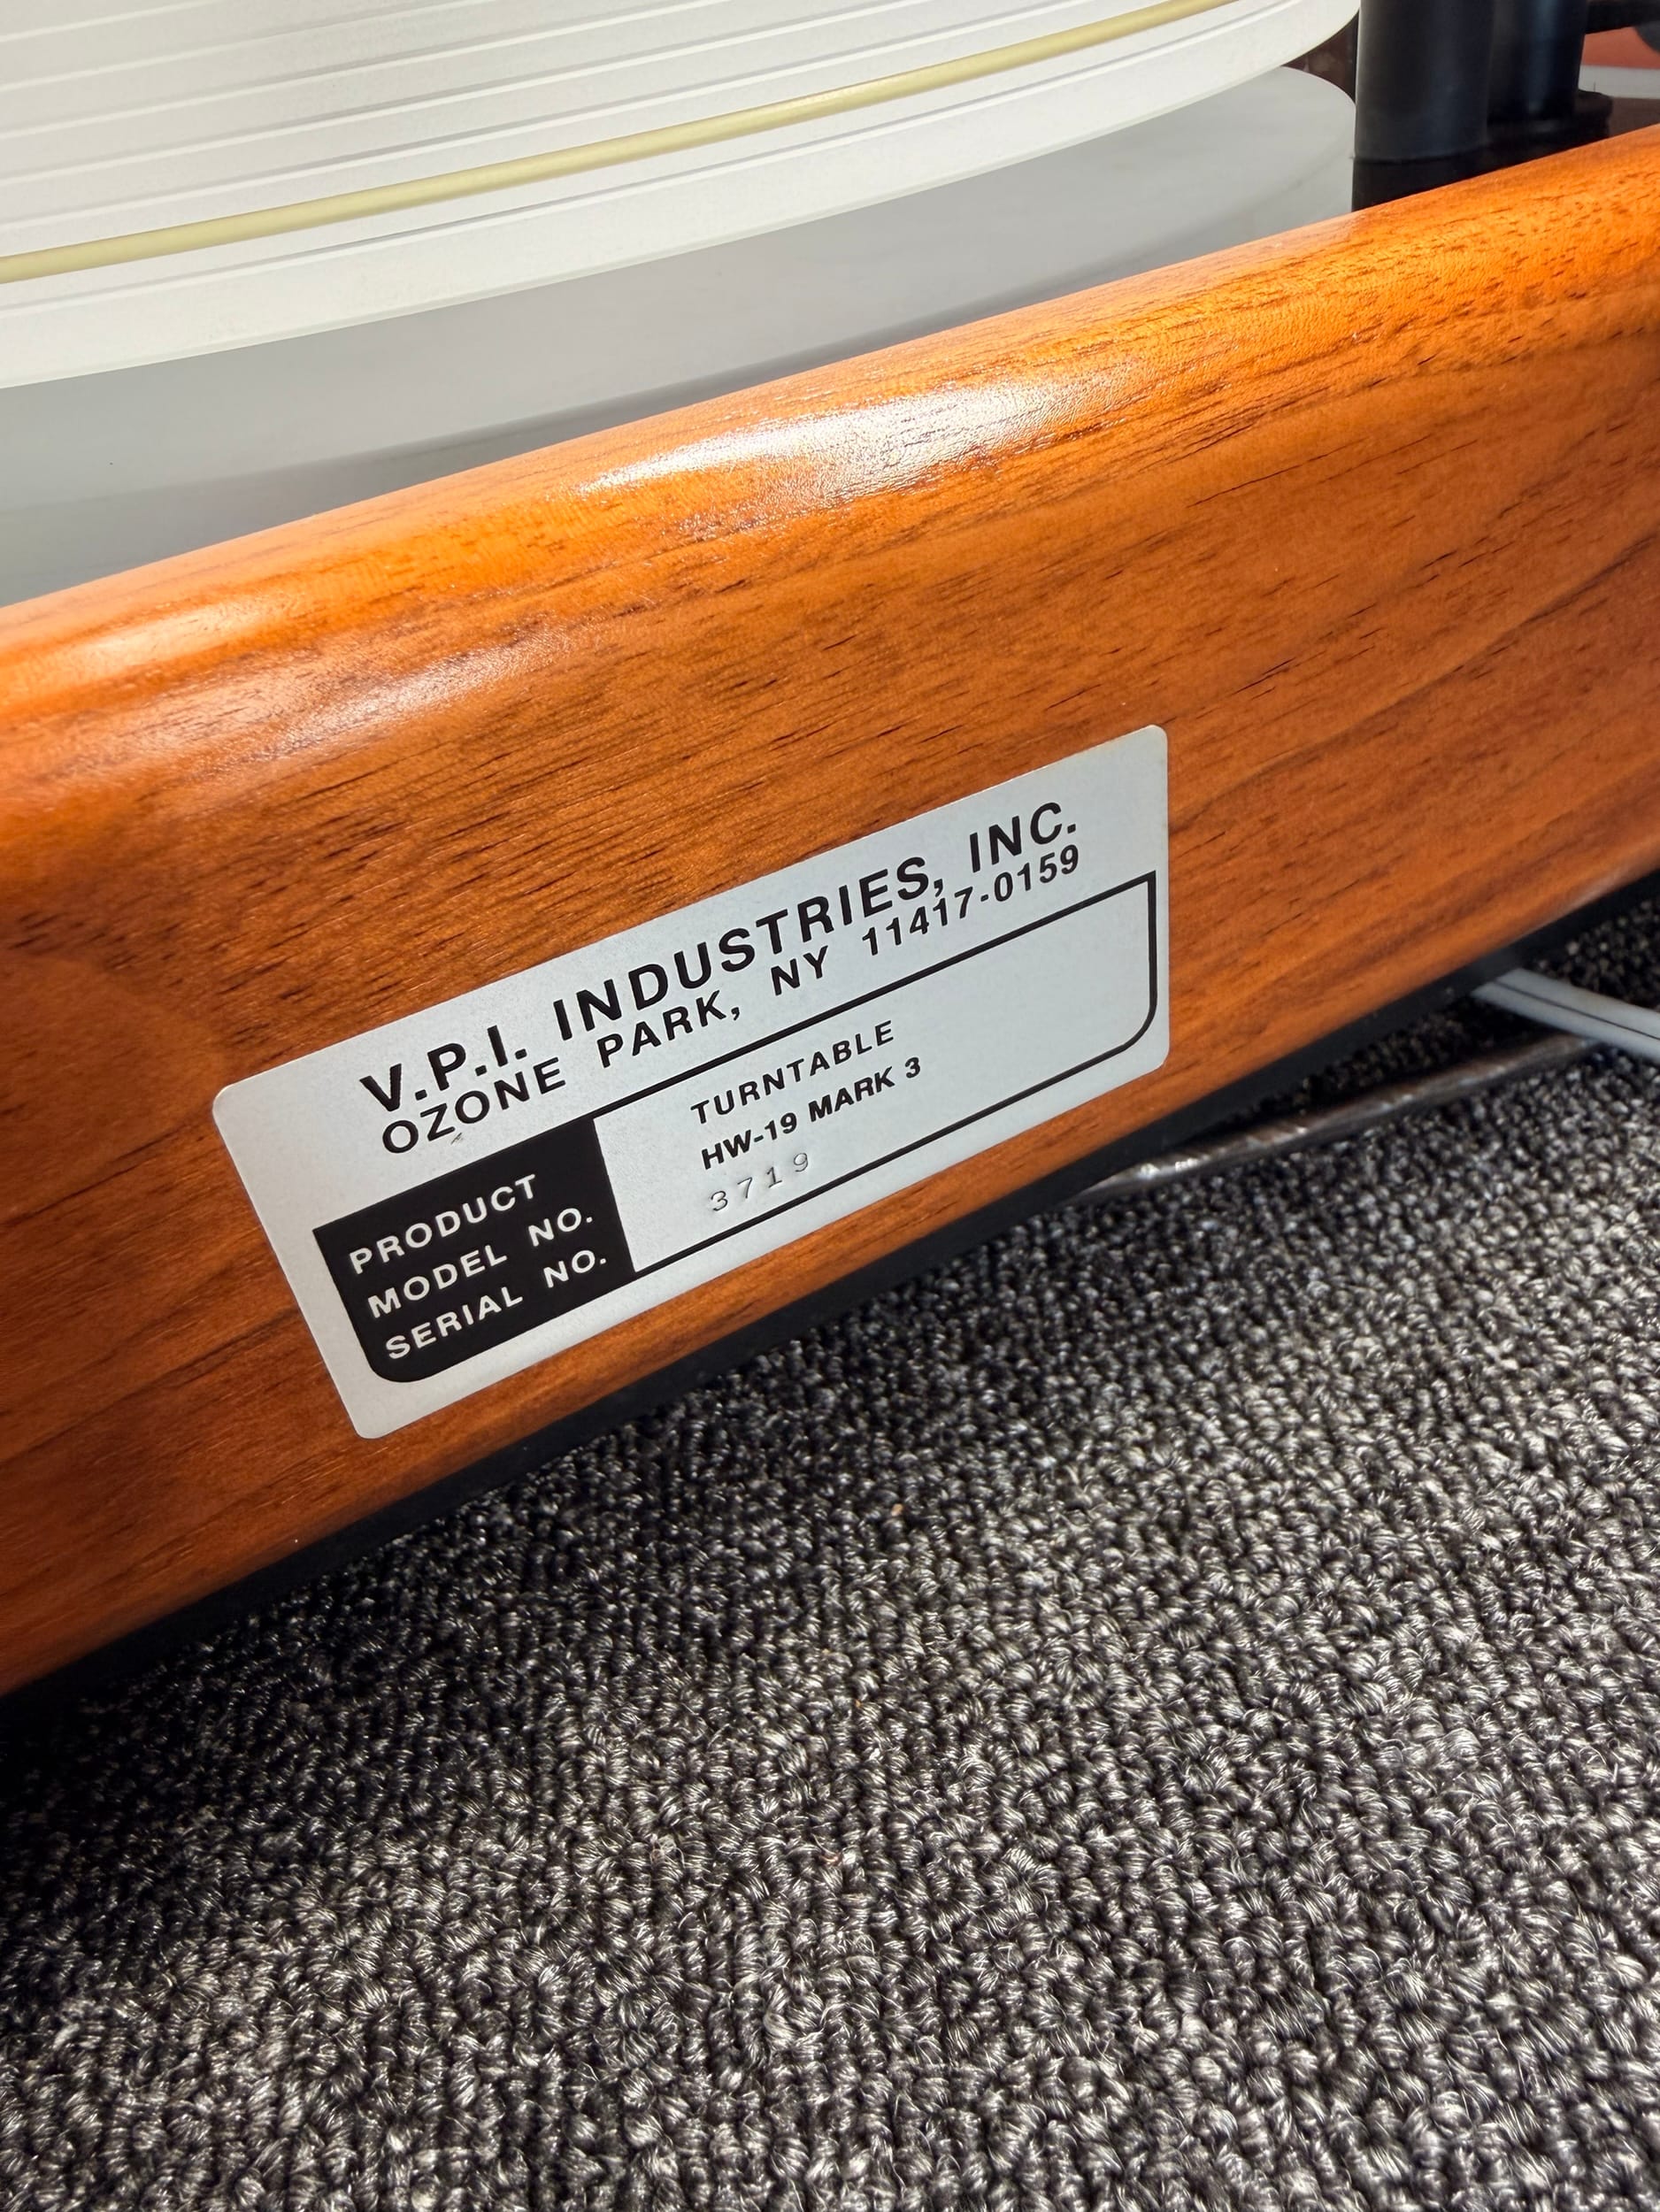 V.P.I. INDUSTRIES, INC.
OZONE PARK, NY 11417-0159
PRODUCT TURNTABLE
MODEL NO. HW-19 MARK 3
SERIAL NO. 3719